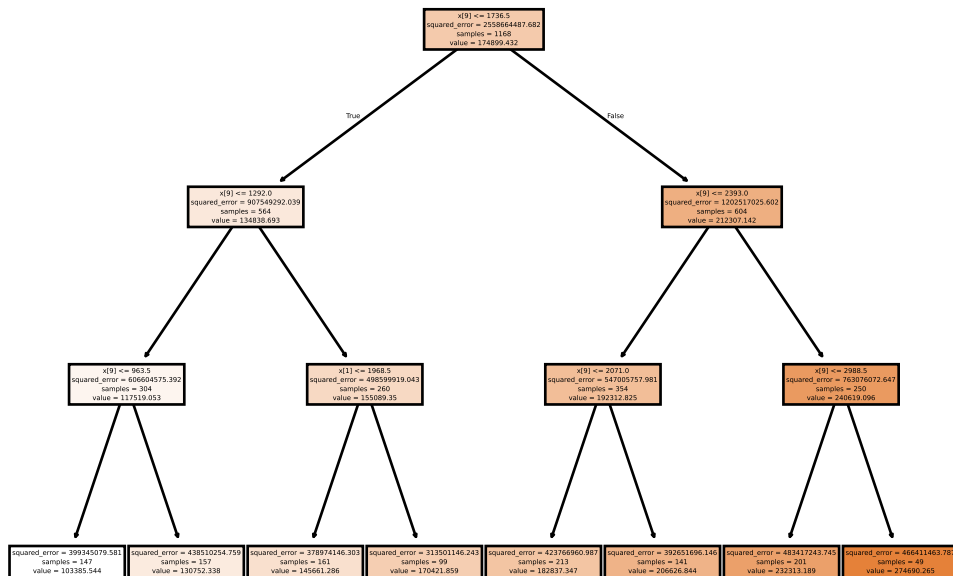 x[9] <= 1736.5
squared_error = 2558664487.682
samples = 1168
value = 174899.432
True
False
x[9] <= 1292.0
squared_error = 907549292.039
samples = 564
value = 134838.693
x[9] <= 2393.0
squared_error = 1202517025.602
samples = 604
value = 212307.142
x[9] <= 963.5
squared_error = 606604575.392
samples = 304
value = 117519.053
x[1] <= 1968.5
squared_error = 498599919.043
samples = 260
value = 155089.35
x[9] <= 2071.0
squared_error = 547005757.981
samples = 354
value = 192312.825
x[9] <= 2988.5
squared_error = 763076072.647
samples = 250
value = 240619.096
squared_error = 399345079.581
samples = 147
value = 103385.544
squared_error = 438510254.759
samples = 157
value = 130752.338
squared_error = 378974146.303
samples = 161
value = 145661.286
squared_error = 313501146.243
samples = 99
value = 170421.859
squared_error = 423766960.987
samples = 213
value = 182837.347
squared_error = 392651696.146
samples = 141
value = 206626.844
squared_error = 483417243.745
samples = 201
value = 232313.189
squared_error = 466411463.787
samples = 49
value = 274690.265